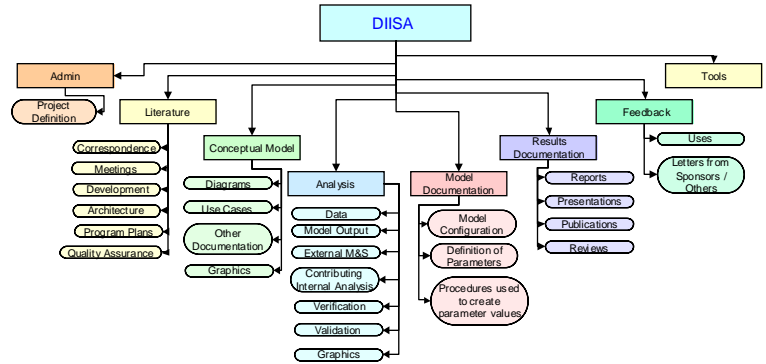 DIISA
Admin
Project
Definition
Literature
Correspondence
Meetings
Development
Architecture
Program Plans
Quality Assurance
Conceptual Model
Diagrams
Use Cases
Other
Documentation
Graphics
Analysis
Data
Model Output
External M&S
Contributing
Internal Analysis
Verification
Validation
Graphics
Model
Documentation
Model
Configuration
Definition of
Parameters
Procedures used
to create
parameter values
Results
Documentation
Reports
Presentations
Publications
Reviews
Feedback
Uses
Letters from
Sponsors /
Others
Tools